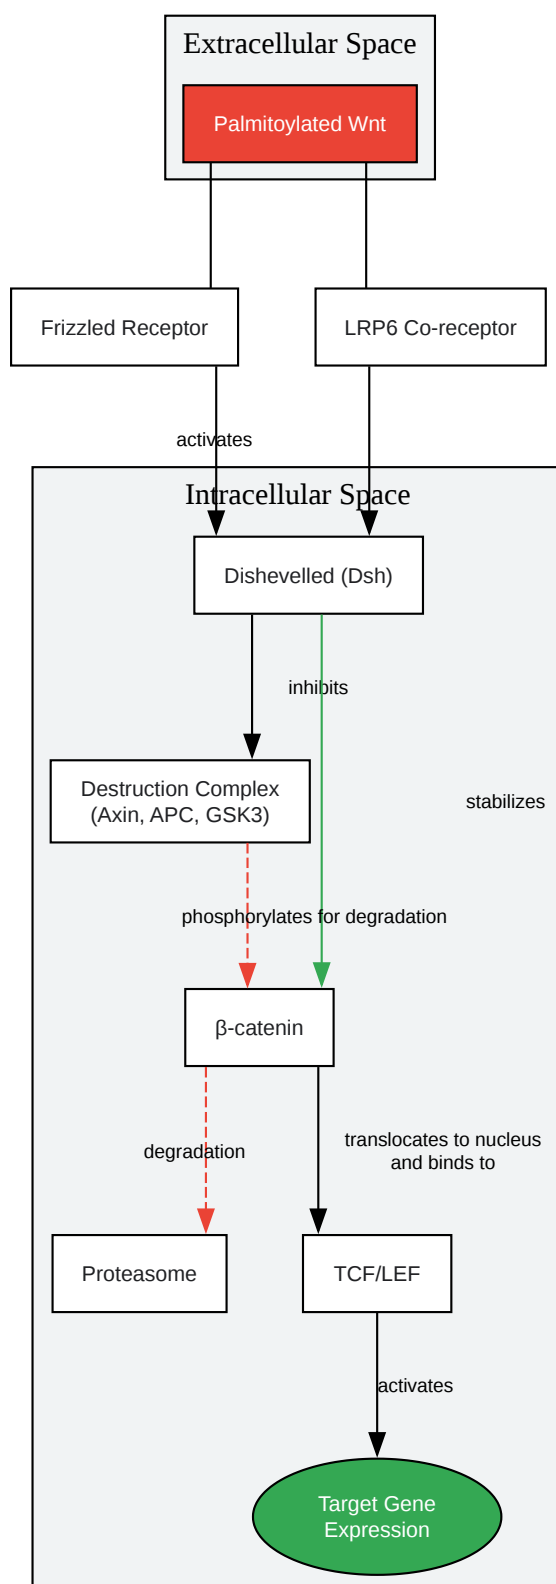 Extracellular Space
Palmitoylated Wnt
Frizzled Receptor
LRP6 Co-receptor
activates
Intracellular Space
Dishevelled (Dsh)
inhibits
Destruction Complex
(Axin, APC, GSK3)
stabilizes
phosphorylates for degradation
β-catenin
degradation
translocates to nucleus
and binds to
Proteasome
TCF/LEF
activates
Target Gene
Expression